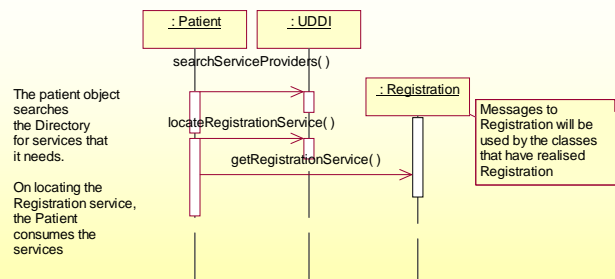 : Patient
: UDDI
searchServiceProviders( )
: Registration
The patient object
searches
the Directory
for services that
it needs.
locateRegistrationService( )
getRegistrationService( )
Messages to
Registration will be
used by the classes
that have realised
Registration
On locating the
Registration service,
the Patient
consumes the
services